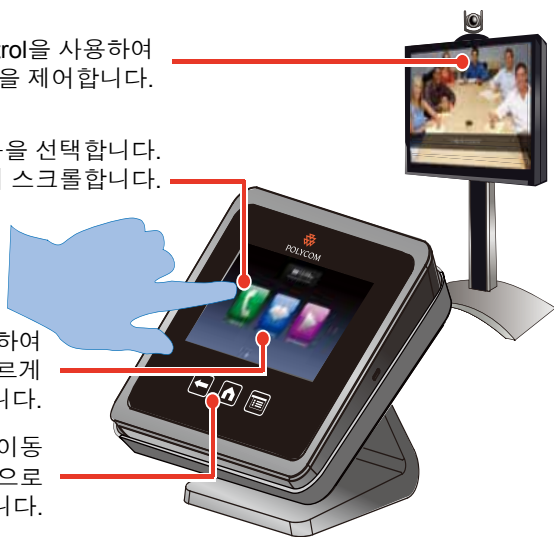 trol을 사용하여
을 제어합니다.
을 선택합니다.
스크롤합니다.
POLYCOM
하여
르게
니다.
이동
으로
니다.